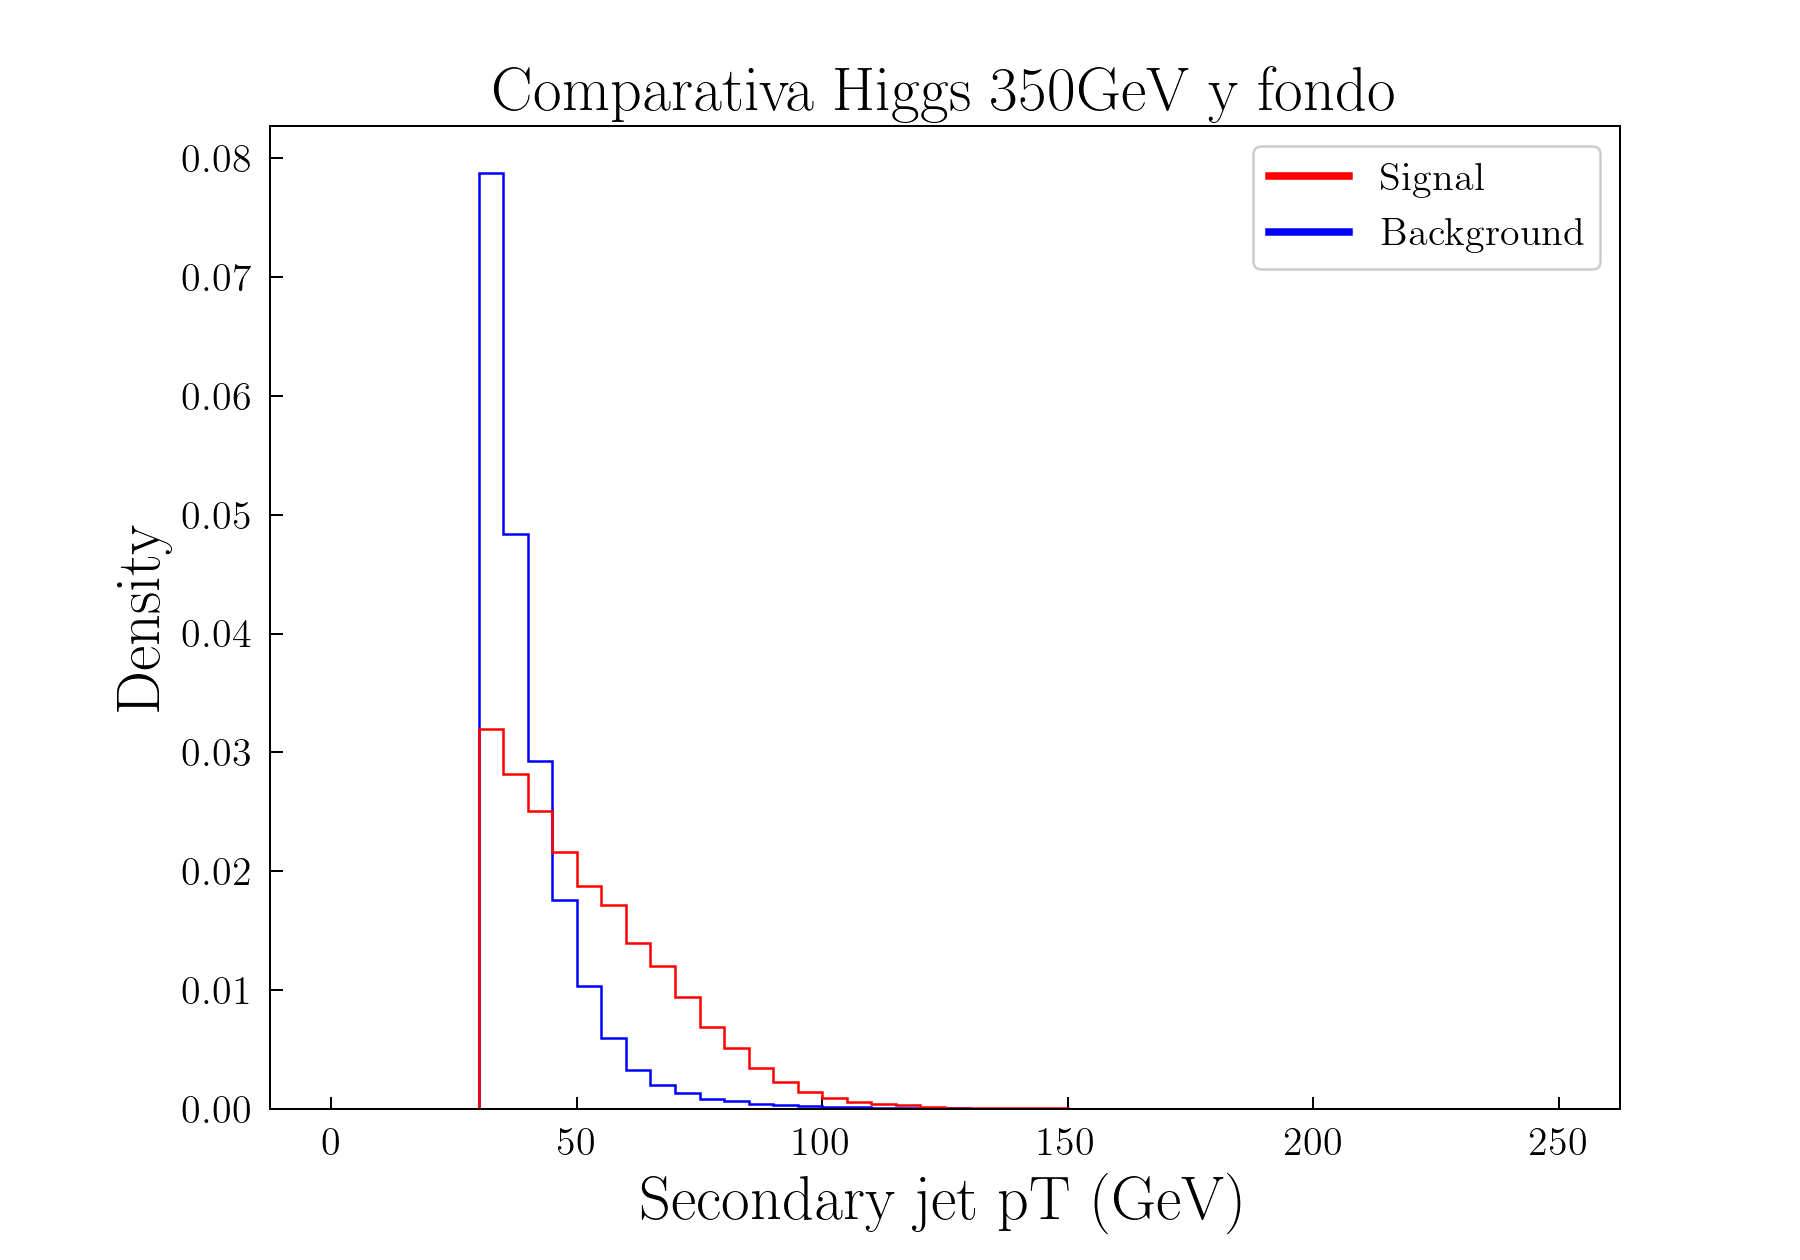 Comparativa Higgs 350GeV y fondo
Signal
Background
0.08
0.07
0.06
0.05
0.04
0.03
0.02
0.01
0.00
Density
0 50 100 150 200 250
Secondary jet pT (GeV)